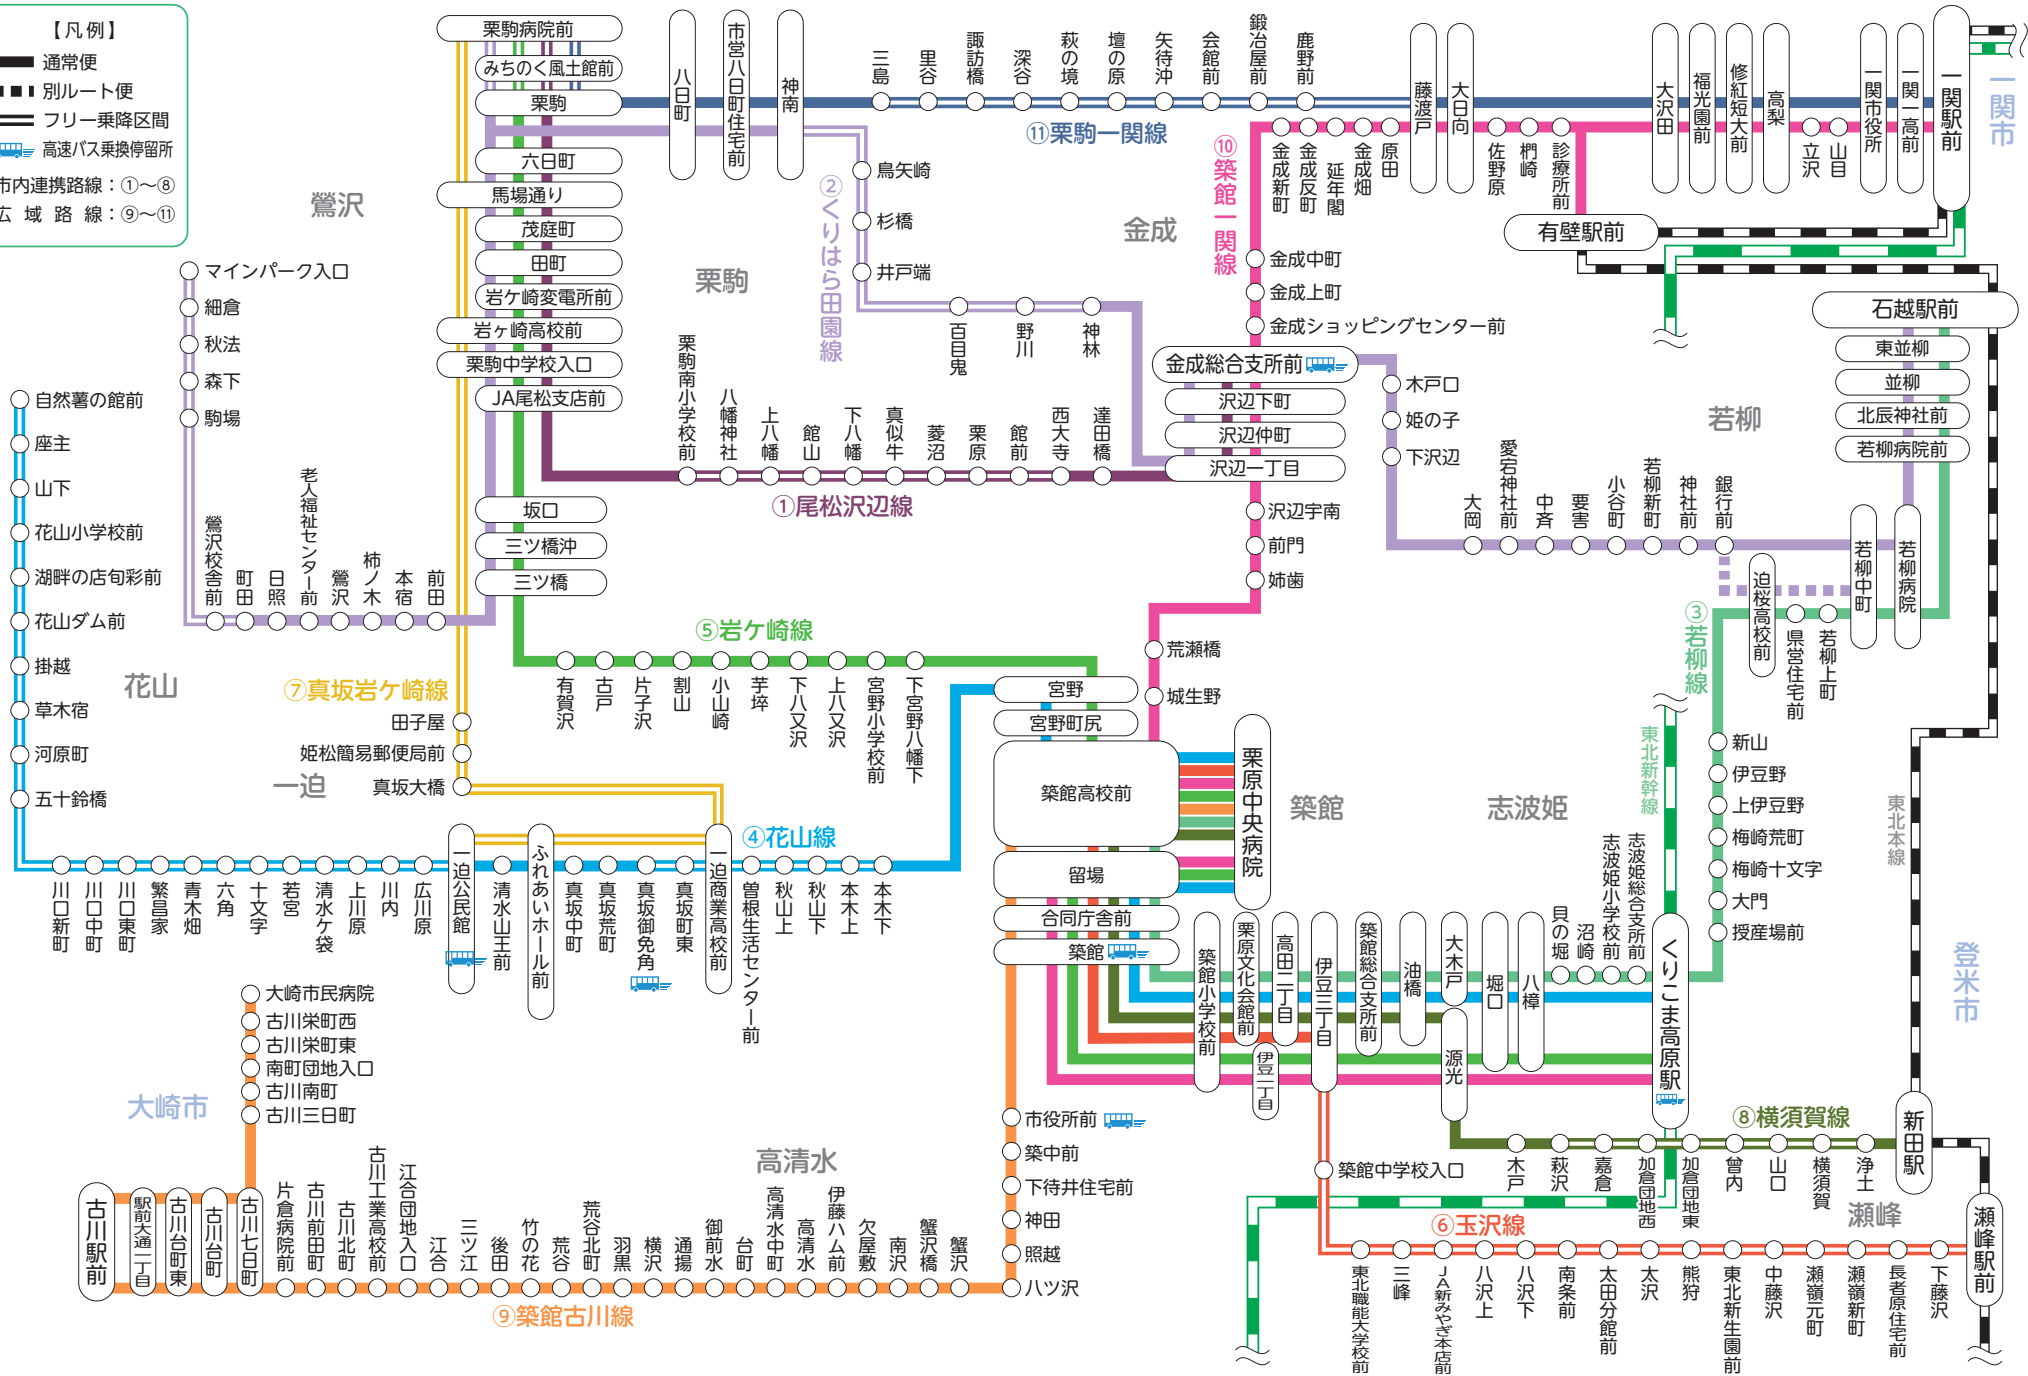 【凡例】
通常便
別ルート便
フリー乗降区間
高速バス乗換停留所
市内連携路線：①～⑧
広域路線：⑨～⑪
栗駒病院前
みちのく風土館前
栗駒
六日町
馬場通り
茂庭町
田町
岩ケ崎変電所前
岩ヶ崎高校前
栗駒中学校入口
JA尾松支店前
坂口
三ツ橋沖
三ツ橋
八日町
市営八日町住宅前
神南
三島
里谷
諏訪橋
深谷
萩の境
壇の原
矢待沖
会館前
鍛冶屋前
鹿野前
藤渡戸
大日向
大沢田
福光園前
修紅短大前
高梨
立沢
山目
一関市役所
一関一高前
一関駅前
一関市
⑪栗駒一関線
⑩築館一関線
金成新町
金成反町
延年閣
金成畑
原田
佐野原
椚崎
診療所前
有壁駅前
金成
金成中町
金成上町
金成ショッピングセンター前
金成総合支所前
沢辺下町
沢辺仲町
沢辺一丁目
沢辺宇南
前門
姉歯
荒瀬橋
城生野
②くりはら田園線
鳥矢崎
杉橋
井戸端
百目鬼
野川
神林
栗駒
鶯沢
マインパーク入口
細倉
秋法
森下
駒場
鶯沢校舎前
町田
日照
老人福祉センター前
鶯沢
柿ノ木
本宿
前田
栗駒南小学校前
八幡神社
上八幡
館山
下八幡
真似牛
菱沼
栗原
館前
西大寺
達田橋
①尾松沢辺線
木戸口
姫の子
下沢辺
大岡
愛宕神社前
中斉
要害
小谷町
若柳新町
神社前
銀行前
若柳
石越駅前
東並柳
並柳
北辰神社前
若柳病院前
若柳中町
若柳病院
迫桜高校前
県営住宅前
若柳上町
③若柳線
新山
伊豆野
上伊豆野
梅崎荒町
梅崎十文字
大門
授産場前
東北新幹線
東北本線
登米市
自然薯の館前
座主
山下
花山小学校前
湖畔の店旬彩前
花山ダム前
掛越
草木宿
河原町
五十鈴橋
花山
川口新町
川口中町
川口東町
繁昌家
青木畑
六角
十文字
若宮
清水ケ袋
上川原
川内
広川原
一迫公民館
清水山王前
ふれあいホール前
真坂中町
真坂荒町
真坂御免角
真坂町東
一迫商業高校前
曽根生活センター前
秋山上
秋山下
本木上
本木下
④花山線
⑦真坂岩ケ崎線
田子屋
姫松簡易郵便局前
真坂大橋
一迫
⑤岩ケ崎線
有賀沢
古戸
片子沢
割山
小山崎
芋埣
下八又沢
上八又沢
宮野小学校前
下宮野八幡下
宮野
宮野町尻
築館高校前
留場
合同庁舎前
築館
栗原中央病院
築館
志波姫
築館小学校前
栗原文化会館前
高田二丁目
伊豆二丁目
伊豆三丁目
築館総合支所前
油橋
大木戸
源光
堀口
八樟
貝の堀
沼崎
志波姫小学校前
志波姫総合支所前
くりこま高原駅
⑧横須賀線
木戸
萩沢
嘉倉
加倉団地西
加倉団地東
曾内
山口
横須賀
浄土
新田駅
瀬峰
築館中学校入口
⑥玉沢線
東北職能大学校前
三峰
JA新みやぎ本店前
八沢上
八沢下
南条前
太田分館前
太沢
熊狩
東北新生園前
中藤沢
瀬嶺元町
瀬嶺新町
長者原住宅前
下藤沢
瀬峰駅前
大崎市民病院
古川栄町西
古川栄町東
南町団地入口
古川南町
古川三日町
大崎市
古川駅前
駅前大通一丁目
古川台町東
古川台町
古川七日町
片倉病院前
古川前田町
古川北町
古川工業高校前
江合団地入口
江合
三ツ江
後田
竹の花
荒谷
荒谷北町
羽黒
横沢
通揚
御前水
台町
高清水中町
高清水
伊藤ハム前
欠屋敷
南沢
蟹沢橋
蟹沢
⑨築館古川線
高清水
市役所前
築中前
下待井住宅前
神田
照越
八ツ沢